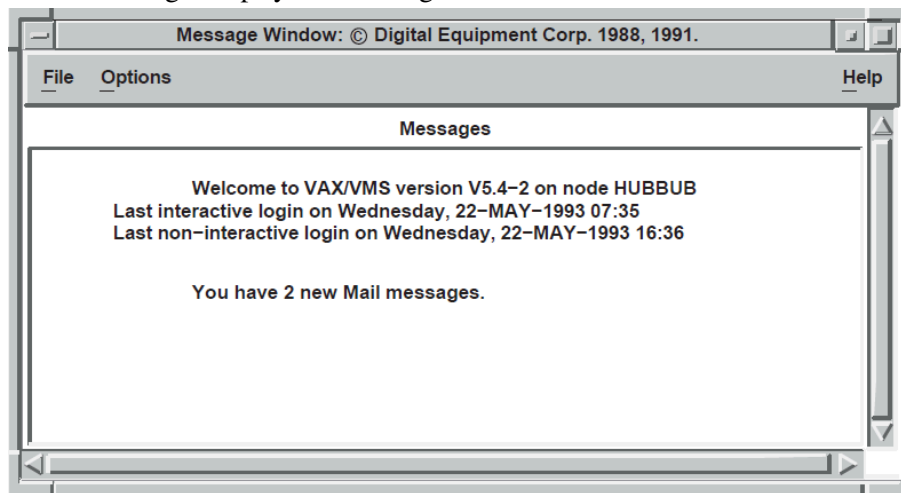 Message Window: © Digital Equipment Corp. 1988, 1991.
File Options Help
Messages
Welcome to VAX/VMS version V5.4−2 on node HUBBUB
Last interactive login on Wednesday, 22−MAY−1993 07:35
Last non−interactive login on Wednesday, 22−MAY−1993 16:36
You have 2 new Mail messages.